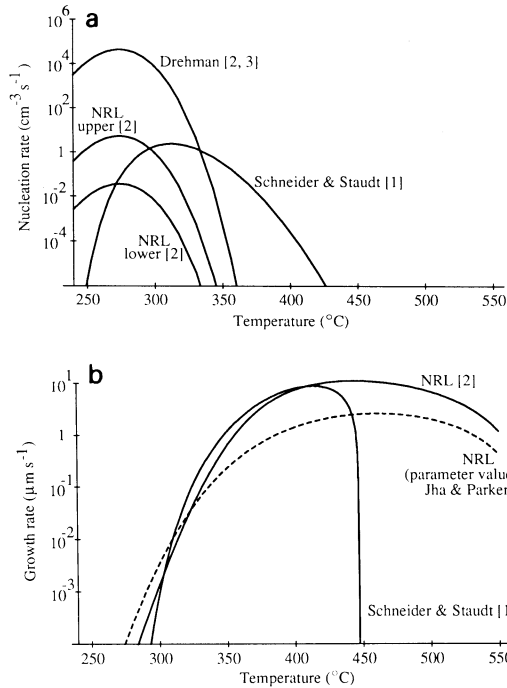 a
10^6
10^4
10^2
1
10^-2
10^-4
Nucleation rate (cm^-3 s^-1)
Drehman [2, 3]
NRL
upper [2]
Schneider & Staudt [1]
NRL
lower [2]
250 300 350 400 450 500 550
Temperature (°C)
b
10^1
1
10^-1
10^-2
10^-3
Growth rate (μm s^-1)
NRL [2]
NRL
(parameter value
Jha & Parker
Schneider & Staudt [1
250 300 350 400 450 500 550
Temperature (°C)